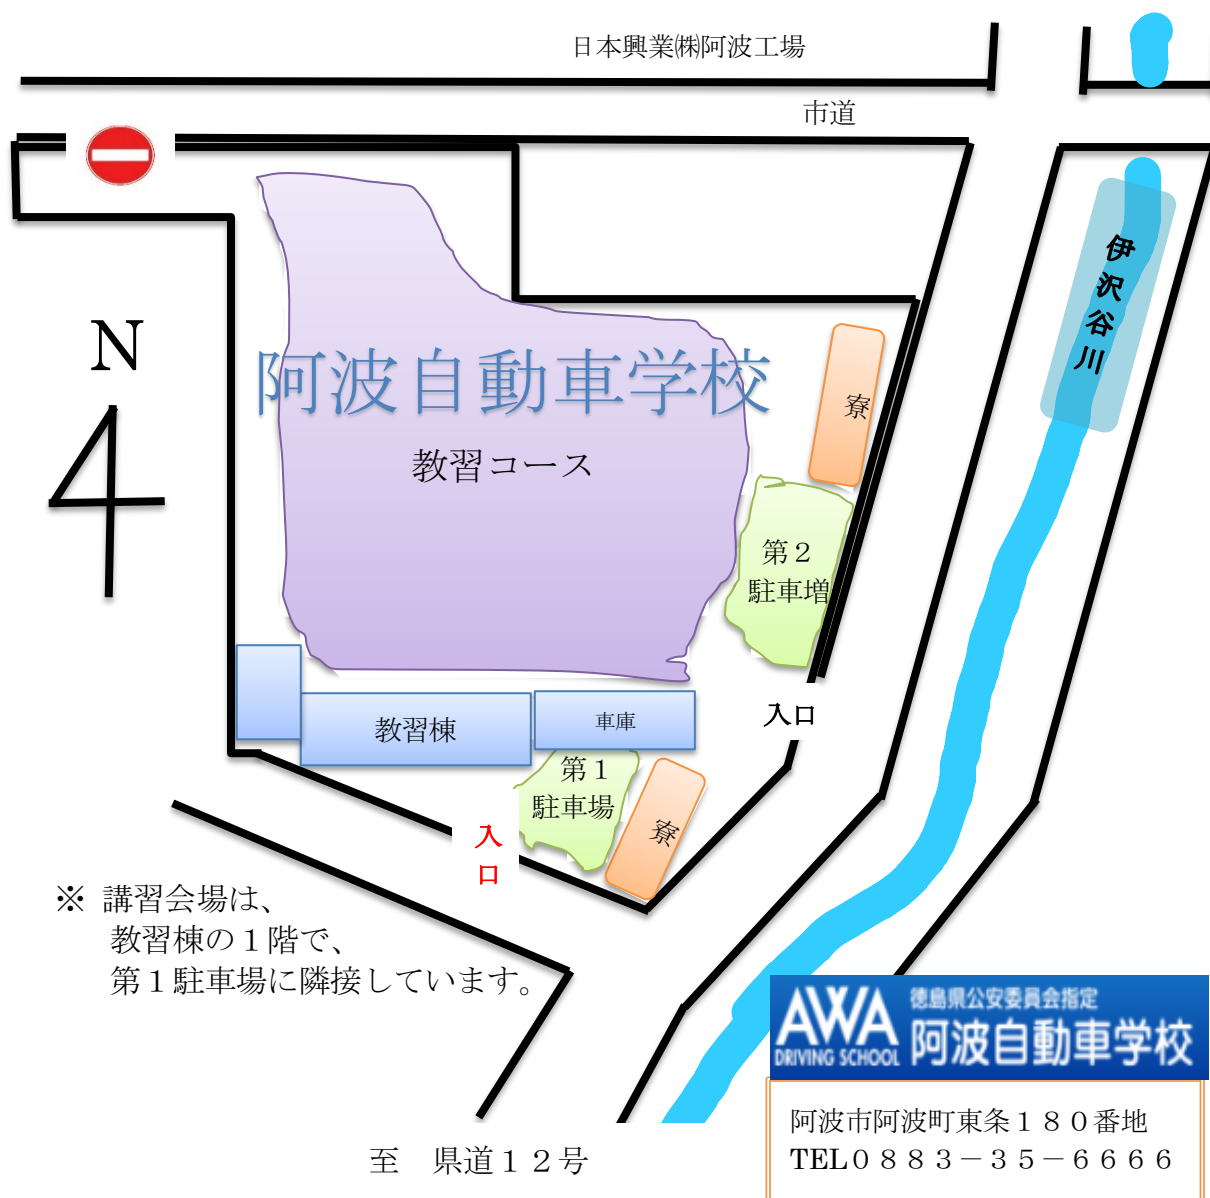 日本興業㈱阿波工場
市道
伊沢谷川
N
阿波自動車学校
教習コース
寮
第２
駐車増
入口
教習棟
車庫
第１
駐車場
寮
入
口
※ 講習会場は、
教習棟の１階で、
第１駐車場に隣接しています。
AWA
DRIVING SCHOOL
徳島県公安委員会指定
阿波自動車学校
阿波市阿波町東条１８０番地
TEL０８８３－３５－６６６６
至　県道１２号